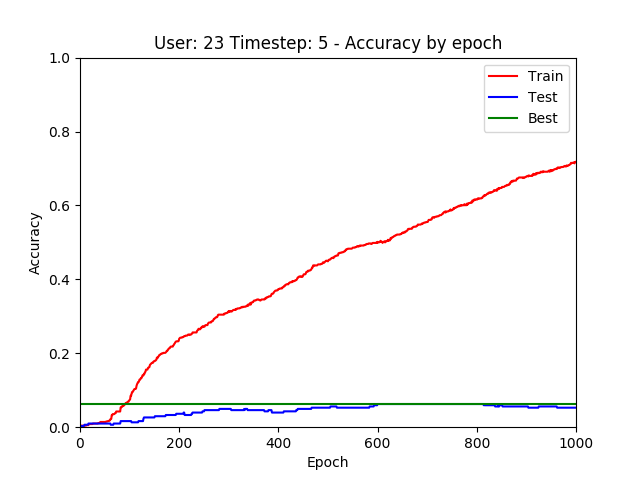 User: 23 Timestep: 5 - Accuracy by epoch
1.0
0.8
0.6
0.4
0.2
0.0
Accuracy
Train
Test
Best
0 200 400 600 800 1000
Epoch